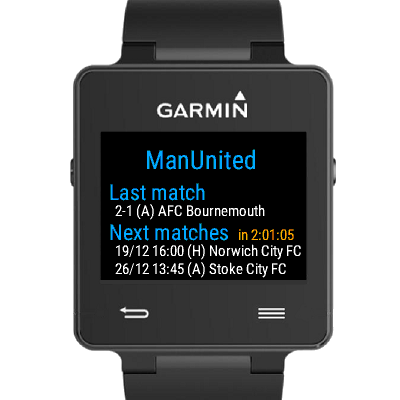 GARMIN
ManUnited
Last match
2-1 (A) AFC Bournemouth
Next matches in 2:01:05
19/12 16:00 (H) Norwich City FC
26/12 13:45 (A) Stoke City FC